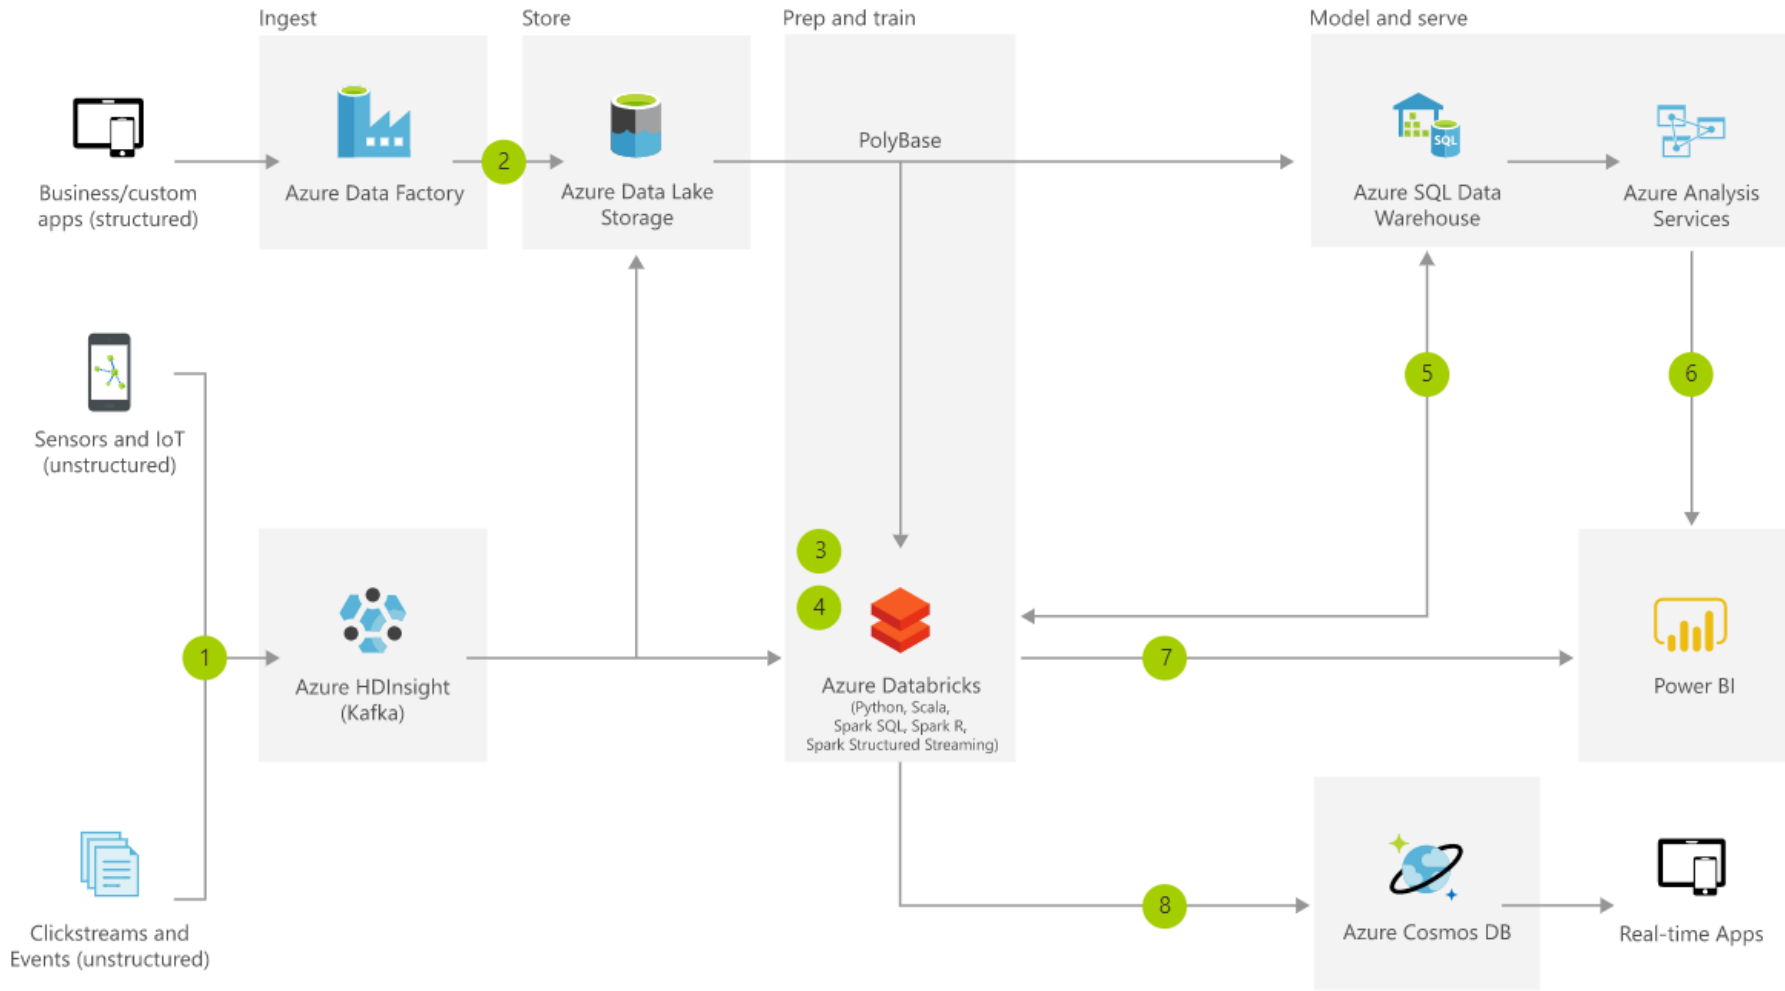 Ingest
Store
Prep and train
Model and serve
Business/custom
apps (structured)
Azure Data Factory
2
Azure Data Lake
Storage
PolyBase
SQL
Azure SQL Data
Warehouse
Azure Analysis
Services
Sensors and IoT
(unstructured)
5
6
3
4
1
Azure HDInsight
(Kafka)
Azure Databricks
(Python, Scala,
Spark SQL, Spark R,
Spark Structured Streaming)
7
Power BI
Clickstreams and
Events (unstructured)
8
Azure Cosmos DB
Real-time Apps